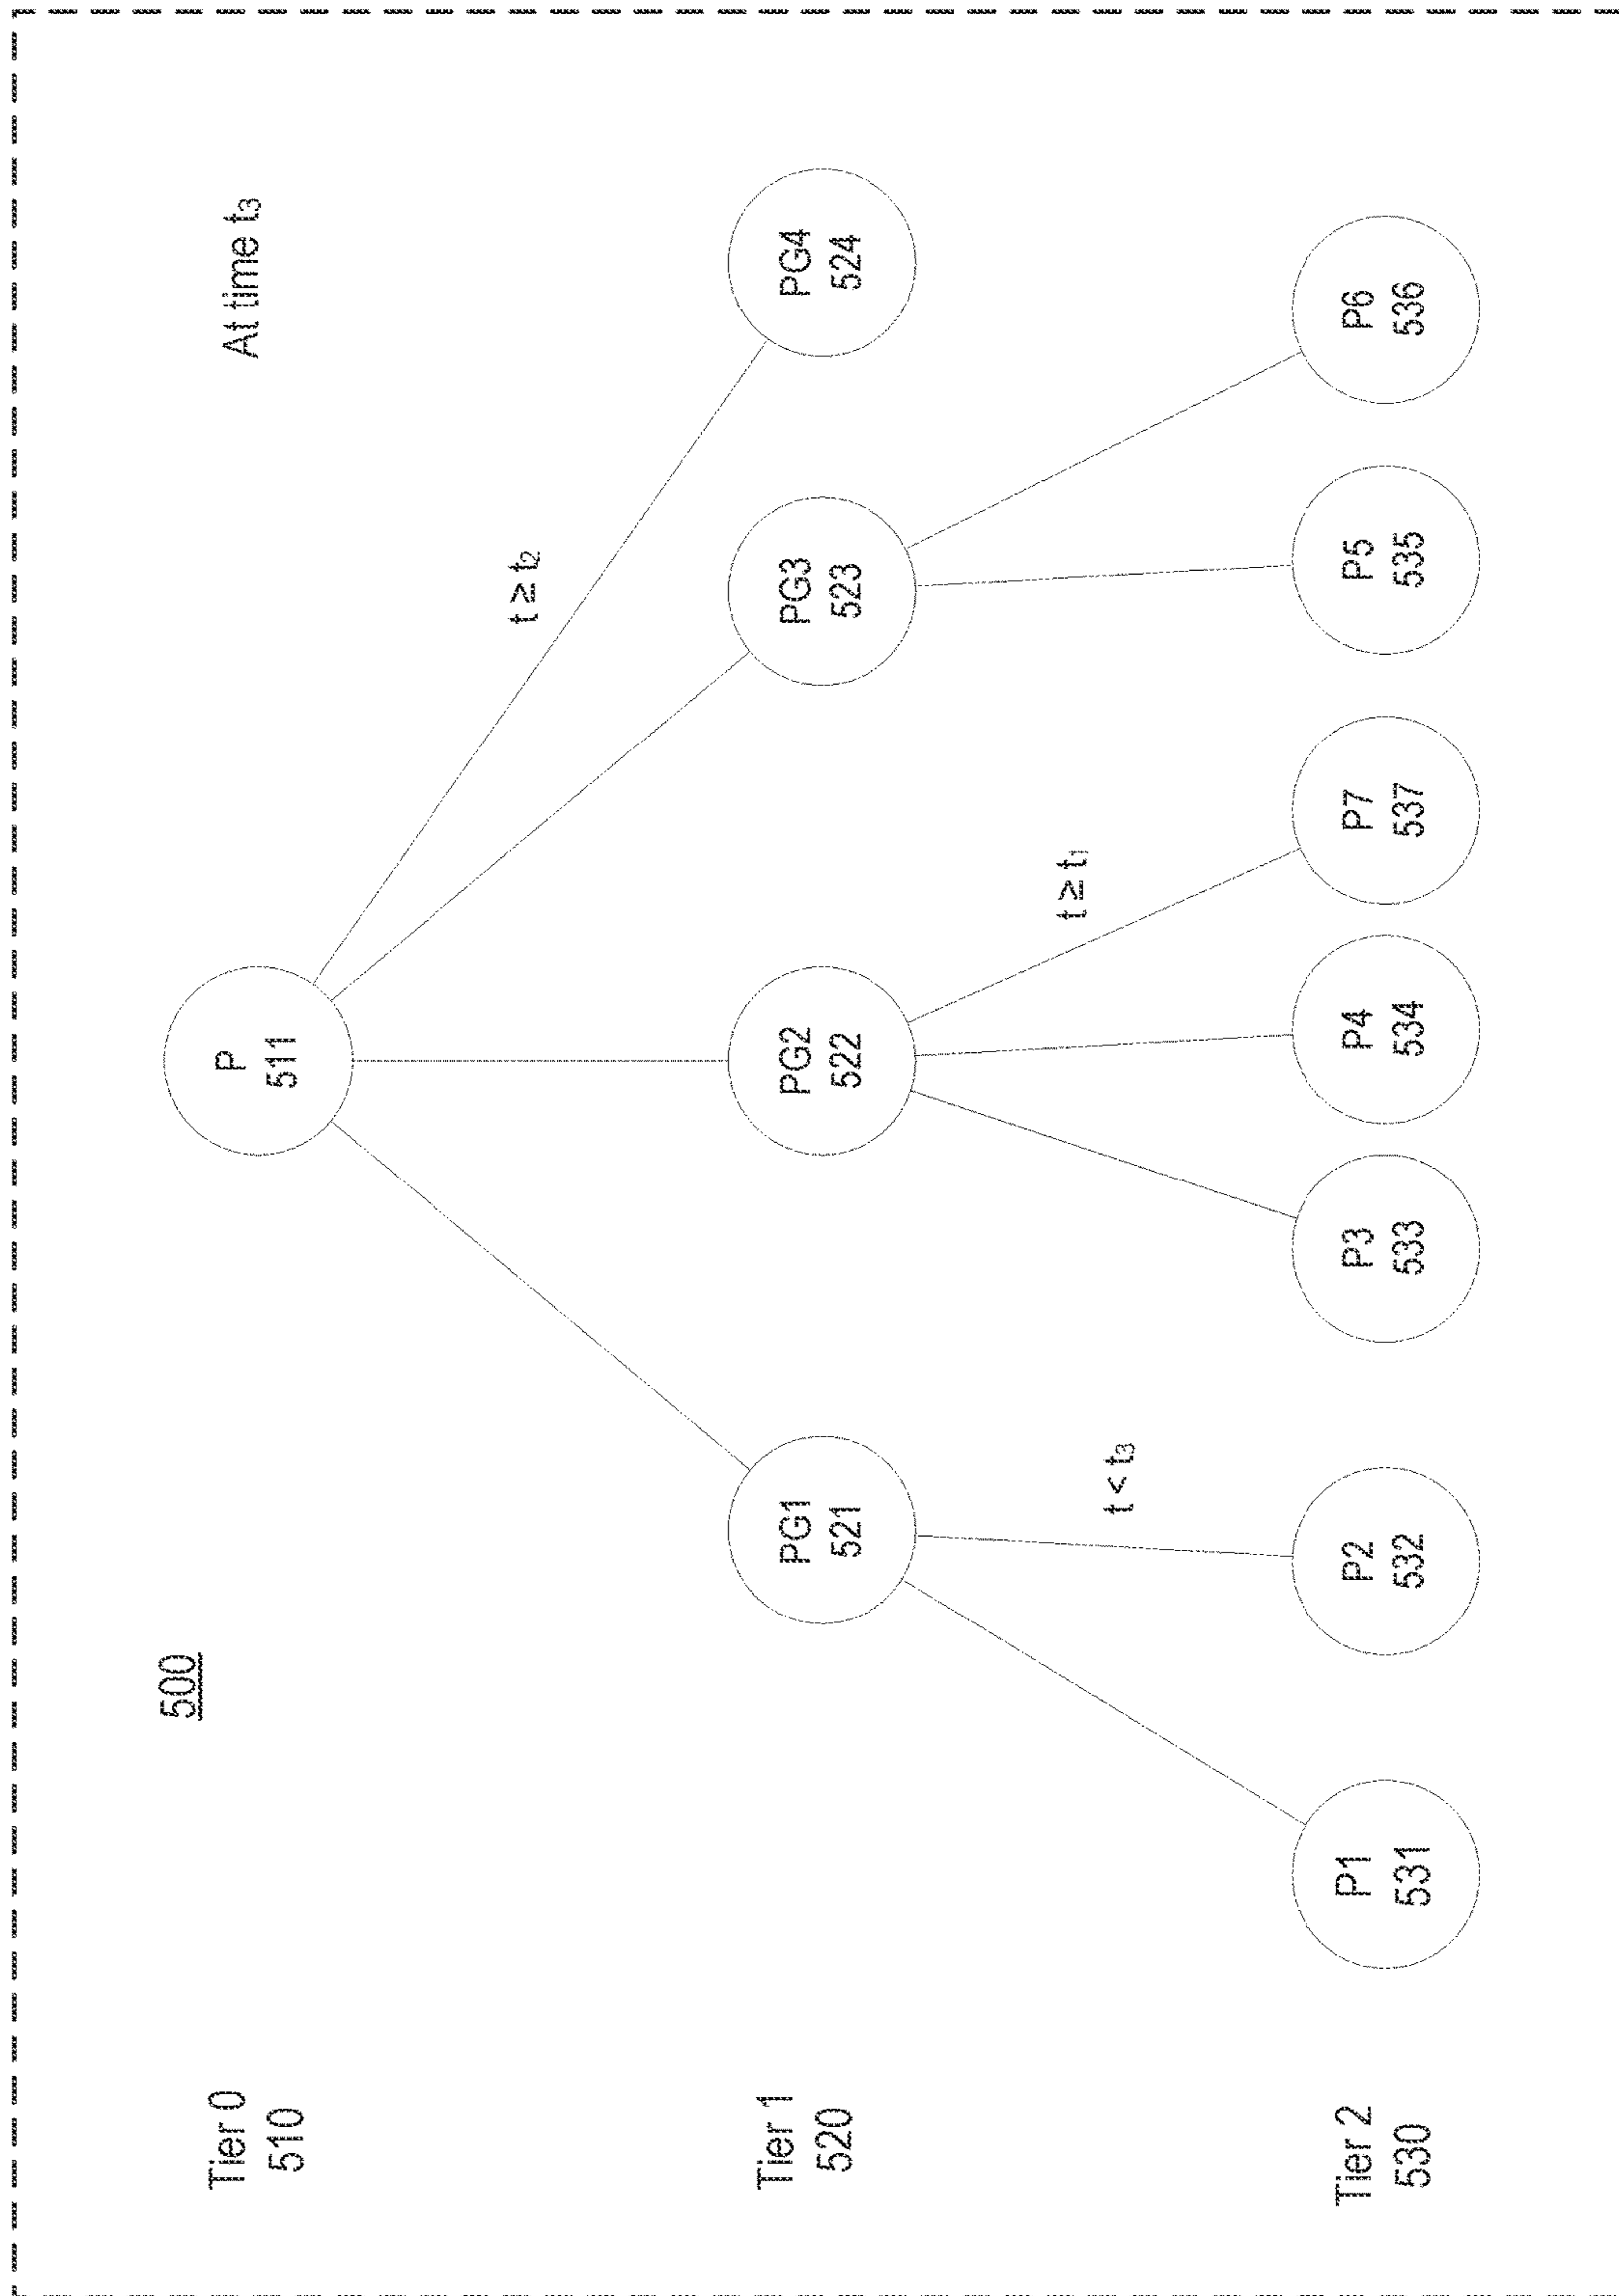 500
At time t₃
Tier 0
510
P
511
t ≥ t₂
Tier 1
520
PG1
521
PG2
522
PG3
523
PG4
524
t < t₃
t ≥ t₁
Tier 2
530
P1
531
P2
532
P3
533
P4
534
P7
537
P5
535
P6
536